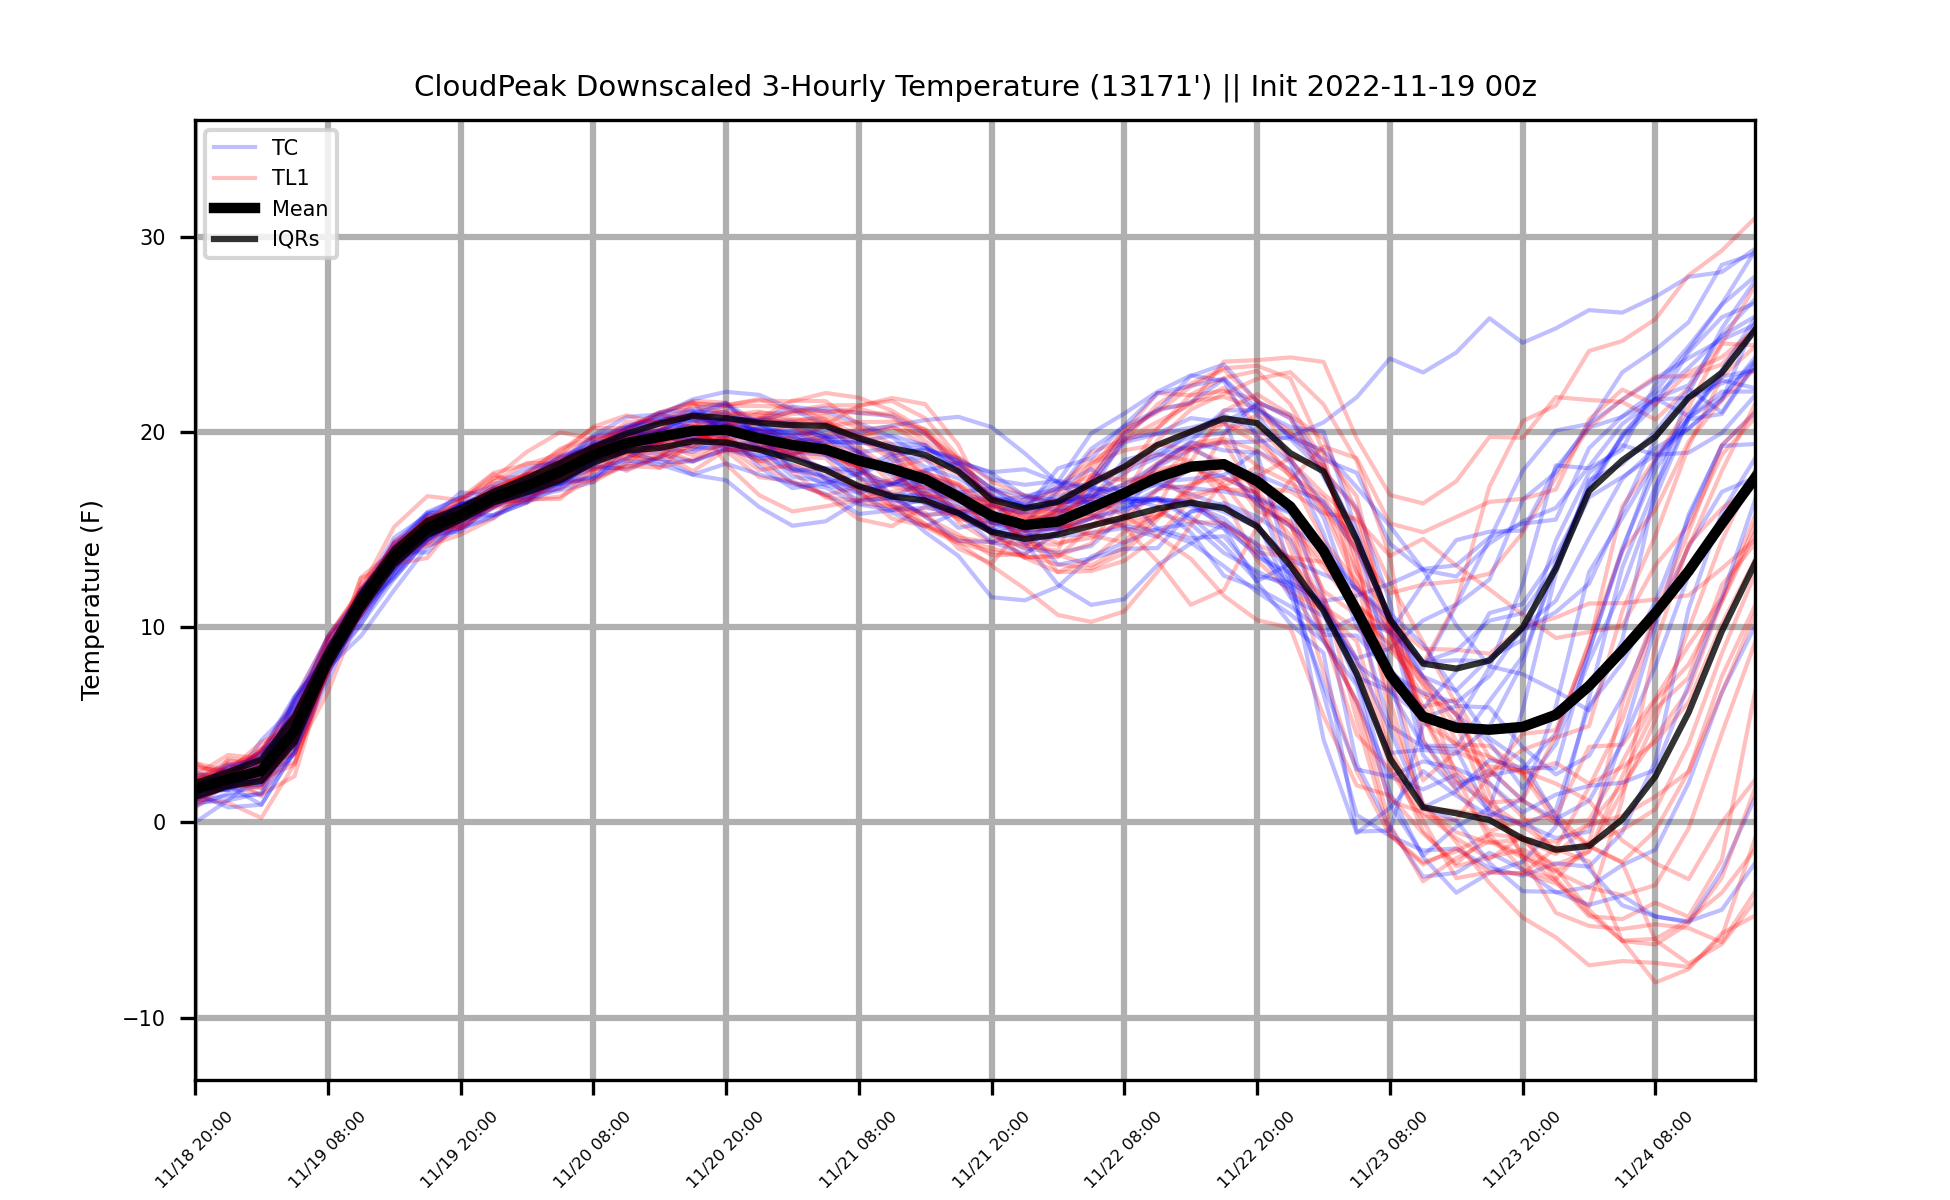 CloudPeak Downscaled 3-Hourly Temperature (13171') || Init 2022-11-19 00z
TC
TL1
Mean
IQRs
Temperature (F)
30
20
10
0
−10
11/18 20:00
11/19 08:00
11/19 20:00
11/20 08:00
11/20 20:00
11/21 08:00
11/21 20:00
11/22 08:00
11/22 20:00
11/23 08:00
11/23 20:00
11/24 08:00